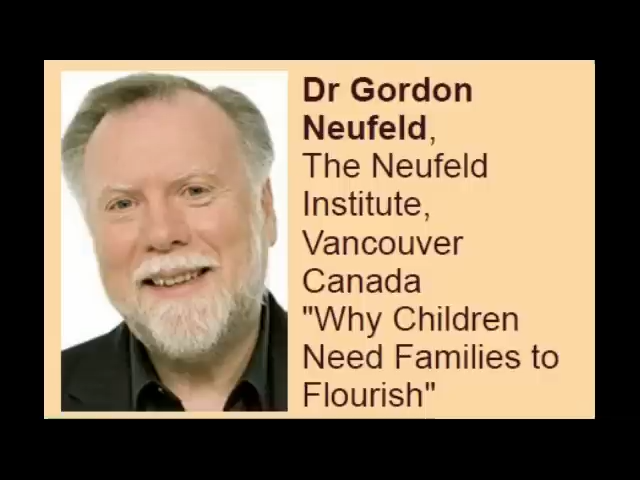 Dr Gordon
Neufeld,
The Neufeld
Institute,
Vancouver
Canada
"Why Children
Need Families to
Flourish"